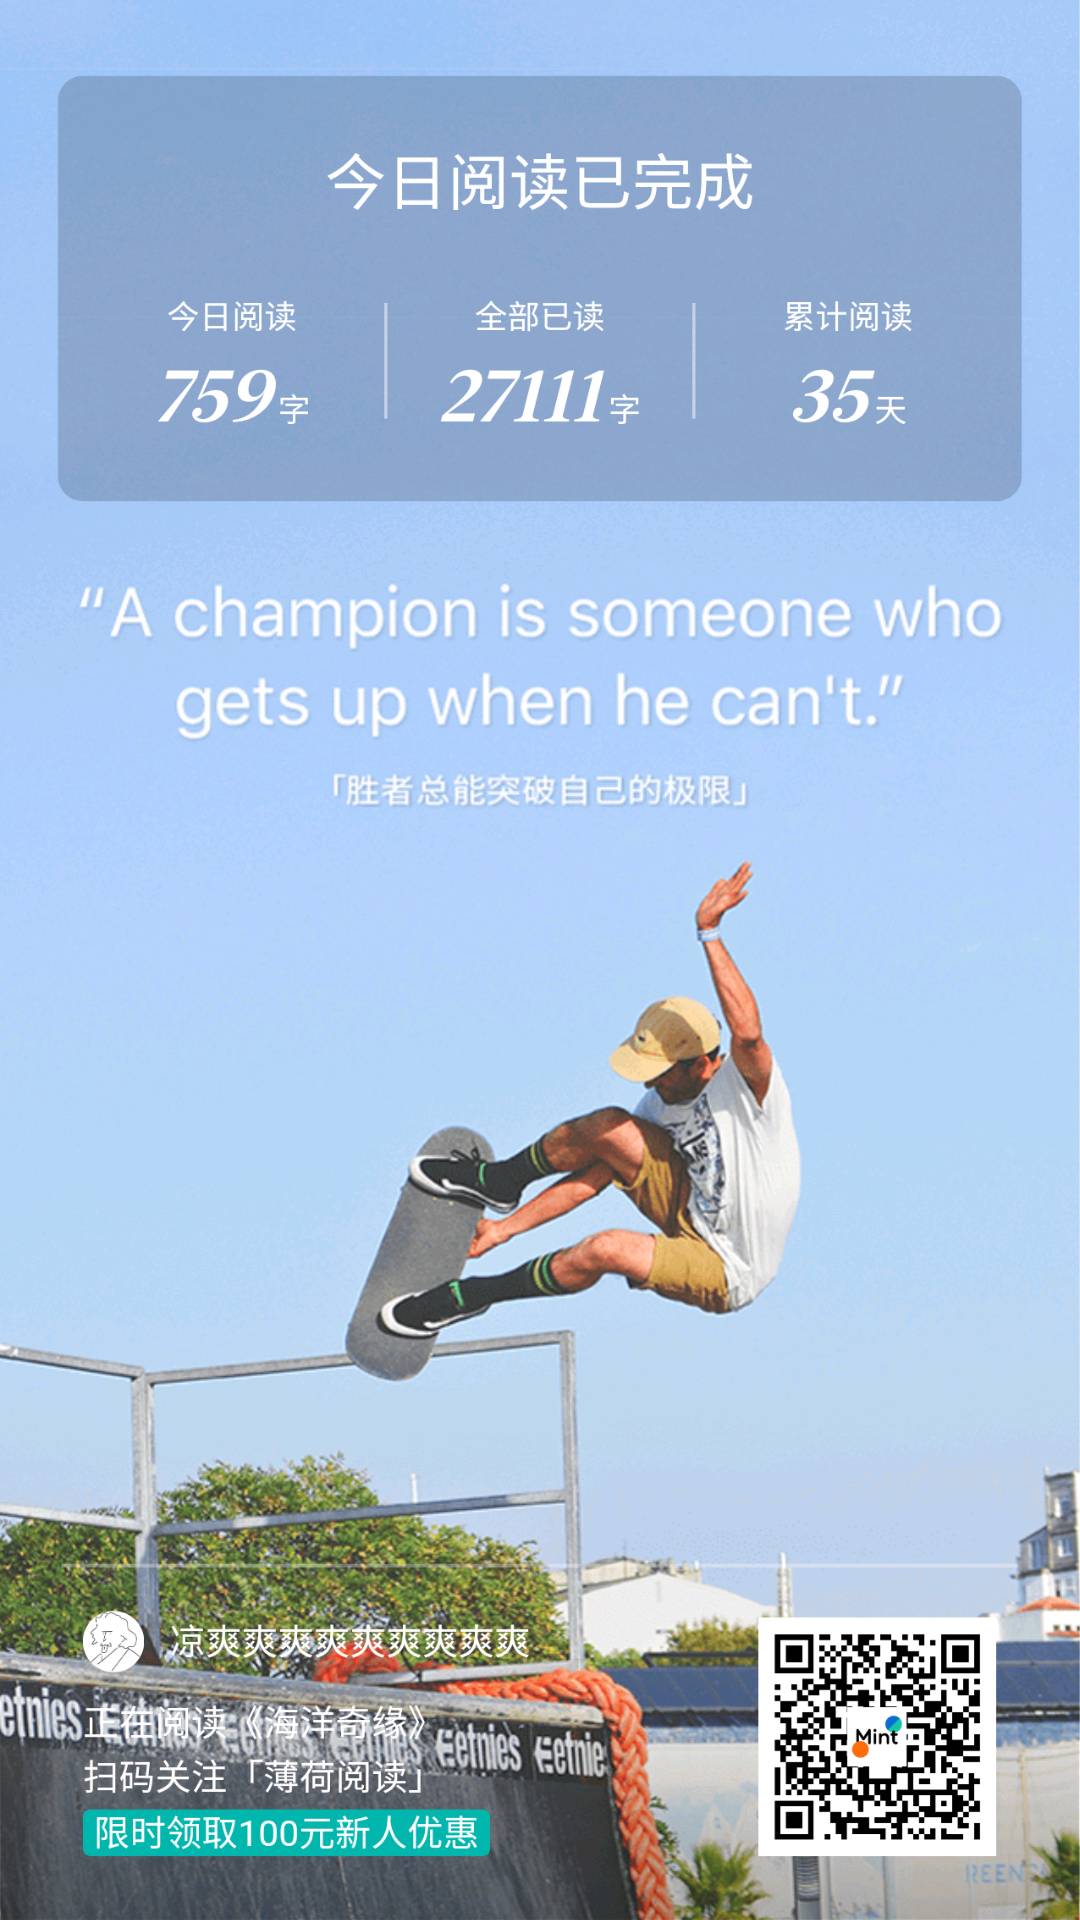 今日阅读已完成
今日阅读 全部已读 累计阅读
759字 27111字 35天
“A champion is someone who
gets up when he can't.”
「胜者总能突破自己的极限」
凉爽爽爽爽爽爽爽爽爽
正在阅读《海洋奇缘》
扫码关注「薄荷阅读」
限时领取100元新人优惠
Mint
etnies
etnies
etnies